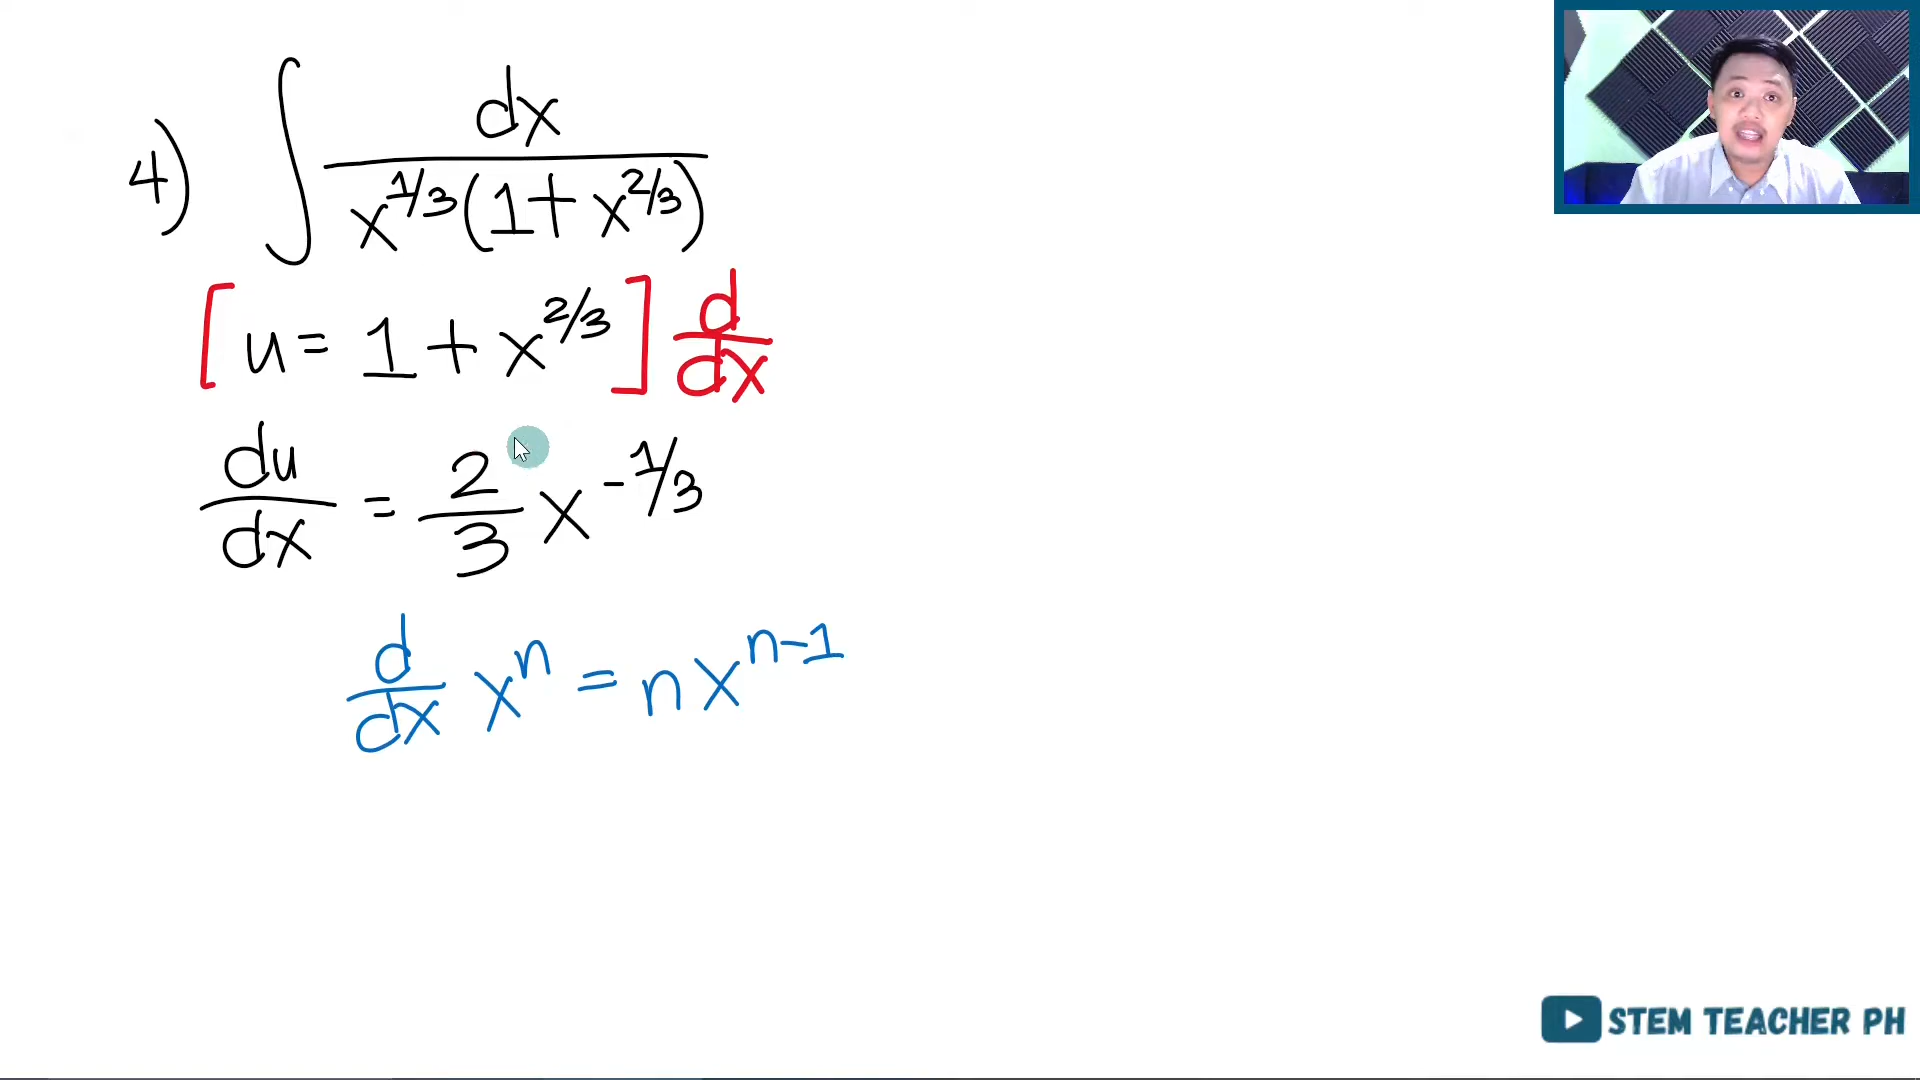 4) ∫ dx / x^{1/3}(1 + x^{2/3})
[u = 1 + x^{2/3}] d/dx
du/dx = 2/3 x^{-1/3}
d/dx x^n = nx^{n-1}
STEM TEACHER PH